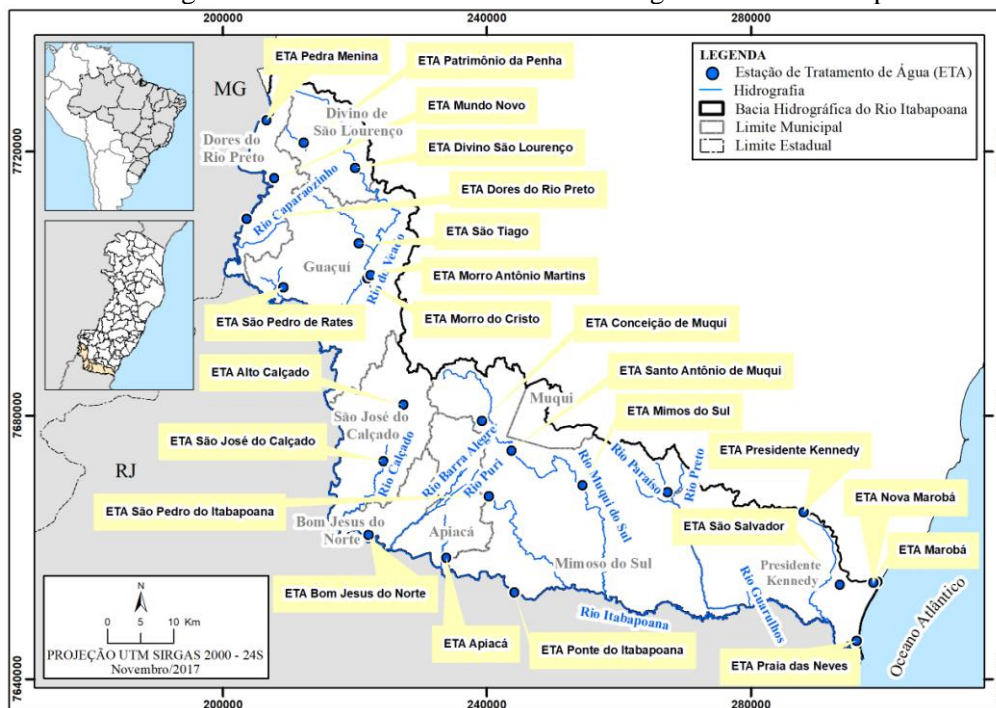 200000 240000 280000
ETA Pedra Menina
ETA Patrimônio da Penha
MG
ETA Mundo Novo
Divino de
São Lourenço
Dores do
Rio Preto
ETA Divino São Lourenço
Rio Caparaozinho
ETA Dores do Rio Preto
ETA São Tiago
Guaçuí
Rio de Veado
ETA Morro Antônio Martins
ETA São Pedro de Rates
ETA Morro do Cristo
ETA Conceição de Muqui
ETA Alto Calçado
ETA Santo Antônio de Muqui
Muqui
ETA Mimos do Sul
São José do
Calçado
ETA São José do Calçado
Rio Calçado
Rio Barra Alegre
Rio Puri
Rio Muqui do Sul
Rio Paraíso
Rio Preto
ETA Presidente Kennedy
RJ
ETA Nova Marobá
ETA São Pedro do Itabapoana
ETA São Salvador
Bom Jesus do
Norte
Apiacá
ETA Marobá
Mimoso do Sul
Presidente
Kennedy
ETA Bom Jesus do Norte
Rio Itabapoana
Rio Guarulhos
Oceano Atlântico
ETA Apiacá
ETA Ponte do Itabapoana
ETA Praia das Neves
LEGENDA
Estação de Tratamento de Água (ETA)
Hidrografia
Bacia Hidrográfica do Rio Itabapoana
Limite Municipal
Limite Estadual
N
0 5 10 Km
PROJEÇÃO UTM SIRGAS 2000 - 24S
Novembro/2017
7720000
7680000
7640000
7720000
7680000
7640000
200000 240000 280000